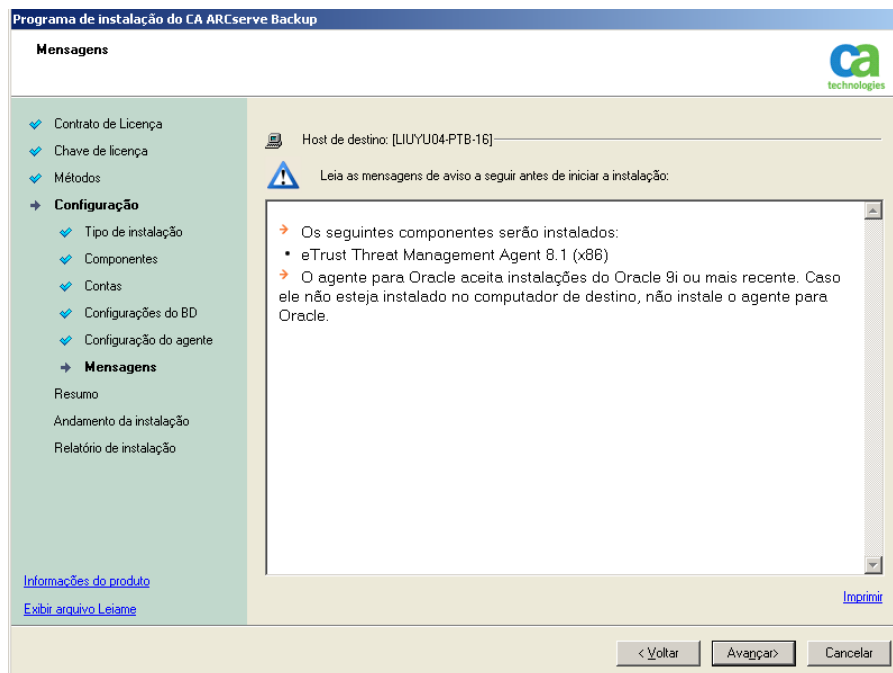 Programa de instalação do CA ARCserve Backup
Mensagens
ca
technologies
Contrato de Licença
Chave de licença
Métodos
Configuração
Tipo de instalação
Componentes
Contas
Configurações do BD
Configuração do agente
Mensagens
Resumo
Andamento da instalação
Relatório de instalação
Informações do produto
Exibir arquivo Leiame
Host de destino: [LIUYU04-PTB-16]
Leia as mensagens de aviso a seguir antes de iniciar a instalação:
Os seguintes componentes serão instalados:
• eTrust Threat Management Agent 8.1 (x86)
O agente para Oracle aceita instalações do Oracle 9i ou mais recente. Caso
ele não esteja instalado no computador de destino, não instale o agente para
Oracle.
Imprimir
< Voltar
Avançar>
Cancelar